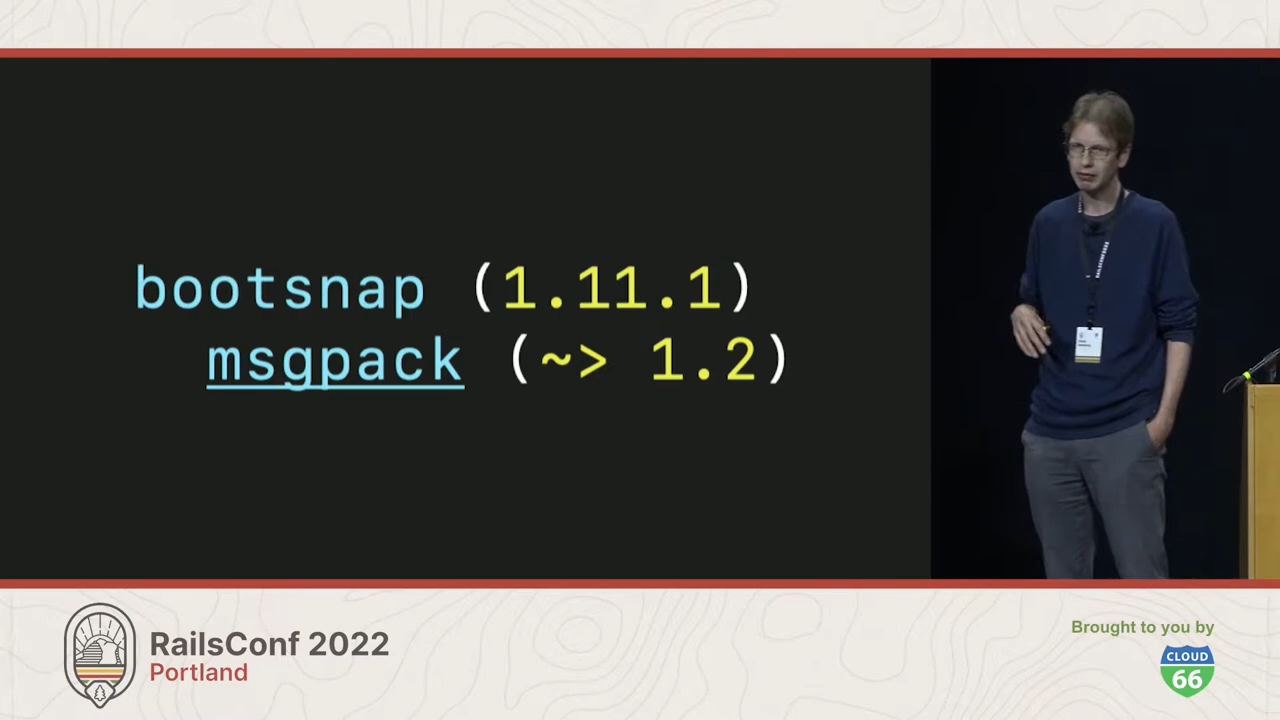 bootsnap (1.11.1)
msgpack (~> 1.2)
RailsConf 2022
Portland
Brought to you by
CLOUD
66